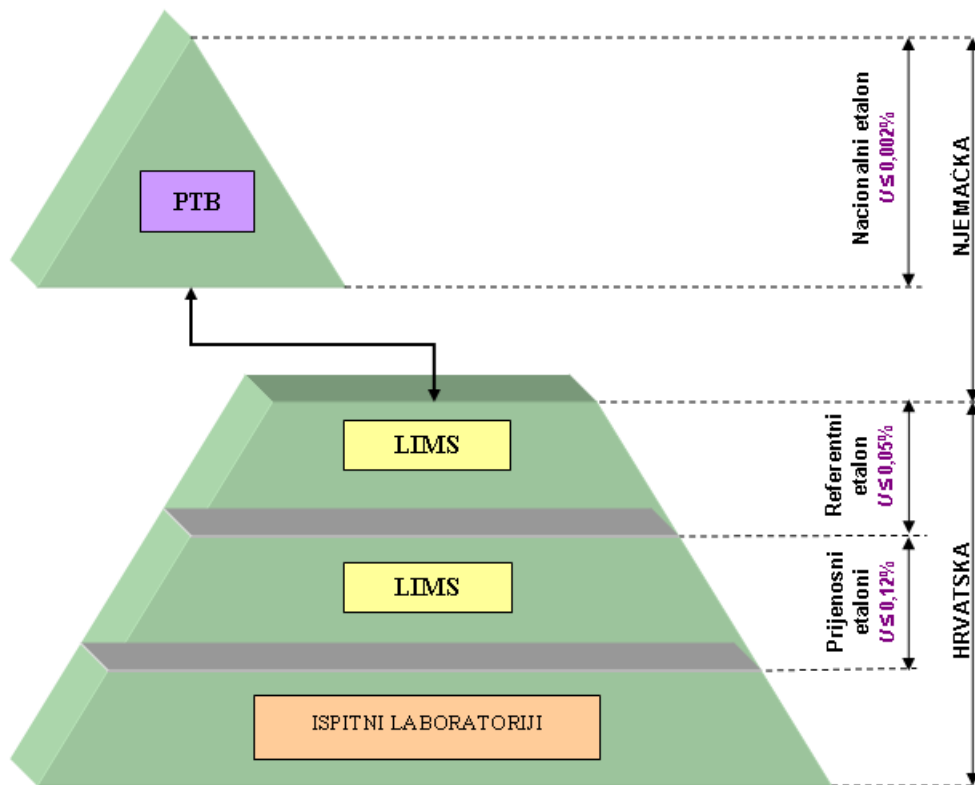 PTB
Nacionalni etalon
U ≤ 0,002%
NJEMAČKA
LIMS
Referentni
etalon
U ≤ 0,05%
LIMS
Prijenosni
etaloni
U ≤ 0,12%
HRVATSKA
ISPITNI LABORATORIJI